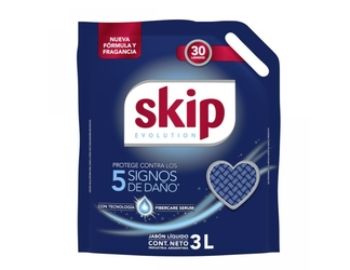 NUEVA
FÓRMULA Y
FRAGANCIA
30
skip
EVOLUTION
PROTEGE CONTRA LOS
5 SIGNOS
DE DAÑO*
CON TECNOLOGÍA
FIBERCARE SERUM
JABÓN LÍQUIDO
CONT. NETO 3L
INDUSTRIA ARGENTINA